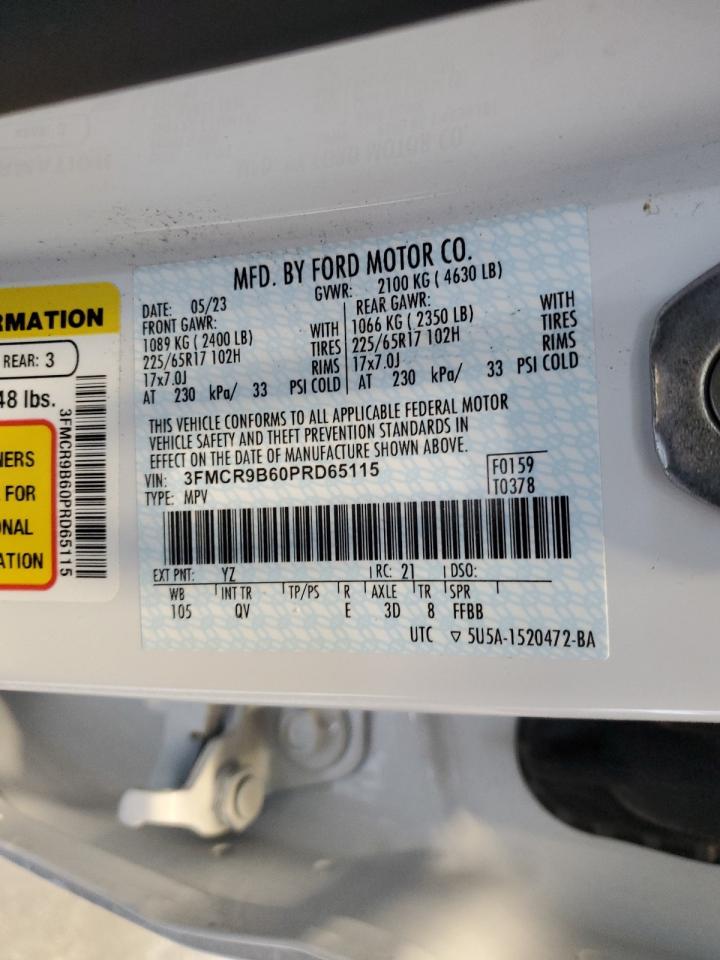 MFD. BY FORD MOTOR CO.
DATE: 05/23 GVWR: 2100 KG ( 4630 LB)
FRONT GAWR: REAR GAWR:
1089 KG ( 2400 LB) WITH 1066 KG ( 2350 LB) WITH
225/65R17 102H TIRES 225/65R17 102H TIRES
17x7.0J RIMS 17x7.0J RIMS
AT 230 kPa/ 33 PSI COLD AT 230 kPa/ 33 PSI COLD
THIS VEHICLE CONFORMS TO ALL APPLICABLE FEDERAL MOTOR
VEHICLE SAFETY AND THEFT PREVENTION STANDARDS IN
EFFECT ON THE DATE OF MANUFACTURE SHOWN ABOVE.
VIN: 3FMCR9B60PRD65115 F0159
TYPE: MPV T0378
EXT PNT: YZ RC: 21 DSO:
WB INT TR TP/PS R AXLE TR SPR
105 QV E 3D 8 FFBB
UTC ▽ 5U5A-1520472-BA
RMATION
REAR: 3
48 lbs.
3FMCR9B60PRD65115
NERS
FOR
ONAL
ATION